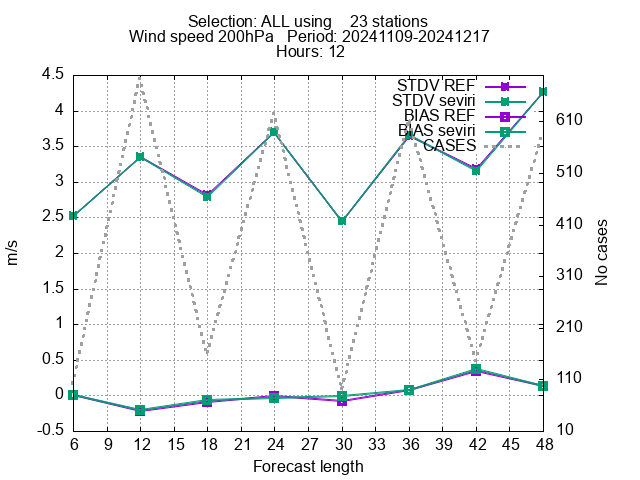 Selection: ALL using    23 stations
Wind speed 200hPa   Period: 20241109-20241217
Hours: 12
STDV REF
STDV seviri
BIAS REF
BIAS seviri
CASES
4.5
4
3.5
3
2.5
2
1.5
1
0.5
0
-0.5
m/s
610
510
410
310
210
110
10
No cases
6 9 12 15 18 21 24 27 30 33 36 39 42 45 48
Forecast length